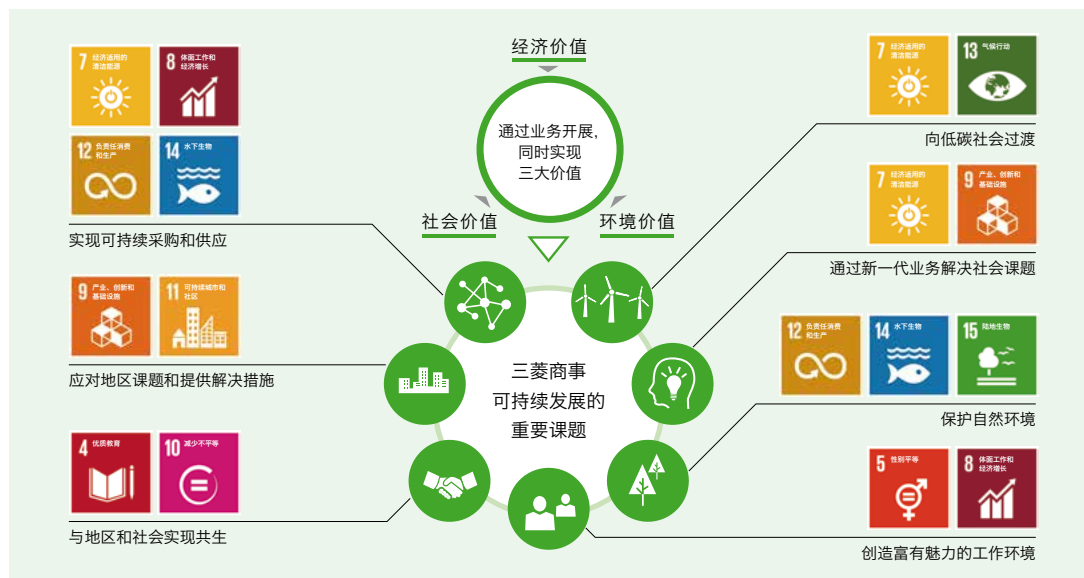 经济价值
通过业务开展,
同时实现
三大价值
社会价值
环境价值
三菱商事
可持续发展的
重要课题
7 经济适用的
清洁能源
8 体面工作和
经济增长
12 负责任消费
和生产
14 水下生物
实现可持续采购和供应
9 产业、创新和
基础设施
11 可持续城市和
社区
应对地区课题和提供解决措施
4 优质教育
10 减少不平等
与地区和社会实现共生
7 经济适用的
清洁能源
13 气候行动
向低碳社会过渡
7 经济适用的
清洁能源
9 产业、创新和
基础设施
通过新一代业务解决社会课题
12 负责任消费
和生产
14 水下生物
15 陆地生物
保护自然环境
5 性别平等
8 体面工作和
经济增长
创造富有魅力的工作环境